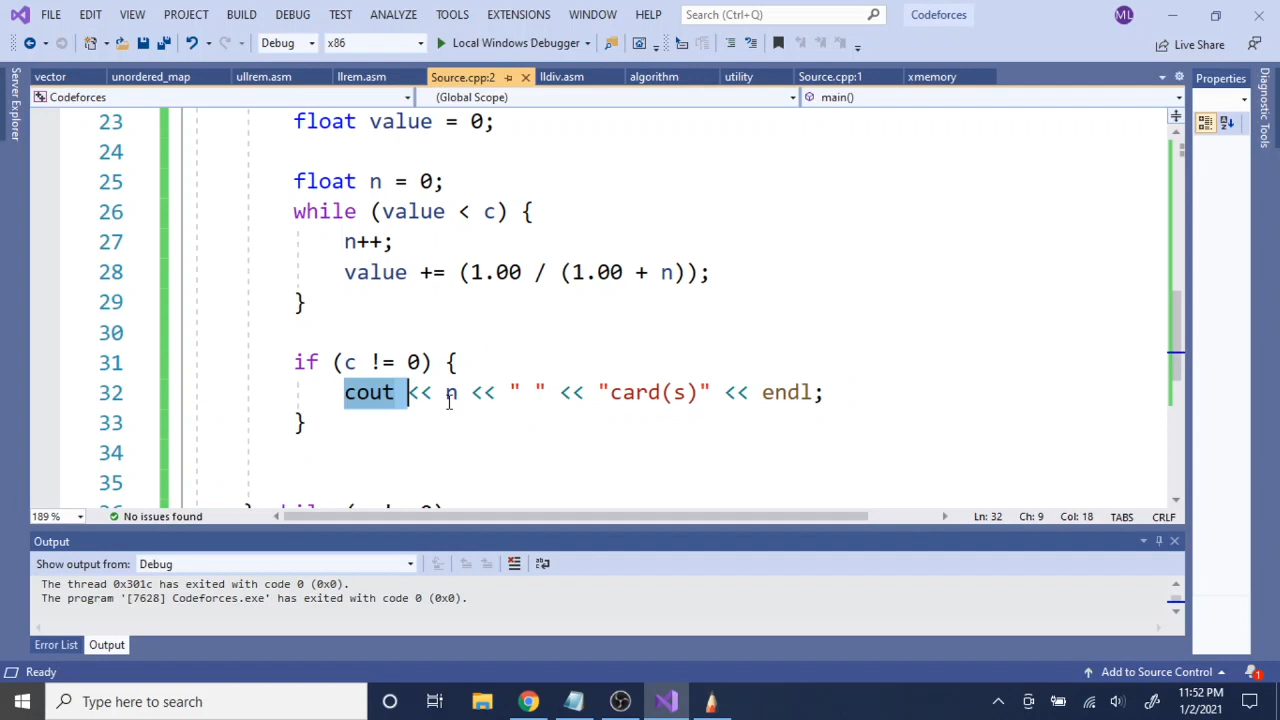 FILE EDIT VIEW PROJECT BUILD DEBUG TEST ANALYZE TOOLS EXTENSIONS WINDOW HELP Search (Ctrl+Q) Codeforces ML
Debug x86 Local Windows Debugger Live Share
vector unordered_map ullrem.asm llrem.asm Source.cpp:2 lldiv.asm algorithm utility Source.cpp:1 xmemory Properties
Codeforces (Global Scope) main()
Server Explorer
Diagnostic Tools
23 float value = 0;
24
25 float n = 0;
26 while (value < c) {
27 n++;
28 value += (1.00 / (1.00 + n));
29 }
30
31 if (c != 0) {
32 cout << n << " " << "card(s)" << endl;
33 }
34
35
189 % No issues found Ln: 32 Ch: 9 Col: 18 TABS CRLF
Output
Show output from: Debug
The thread 0x301c has exited with code 0 (0x0).
The program '[7628] Codeforces.exe' has exited with code 0 (0x0).
Error List Output
Ready Add to Source Control 1
Type here to search 11:52 PM
1/2/2021